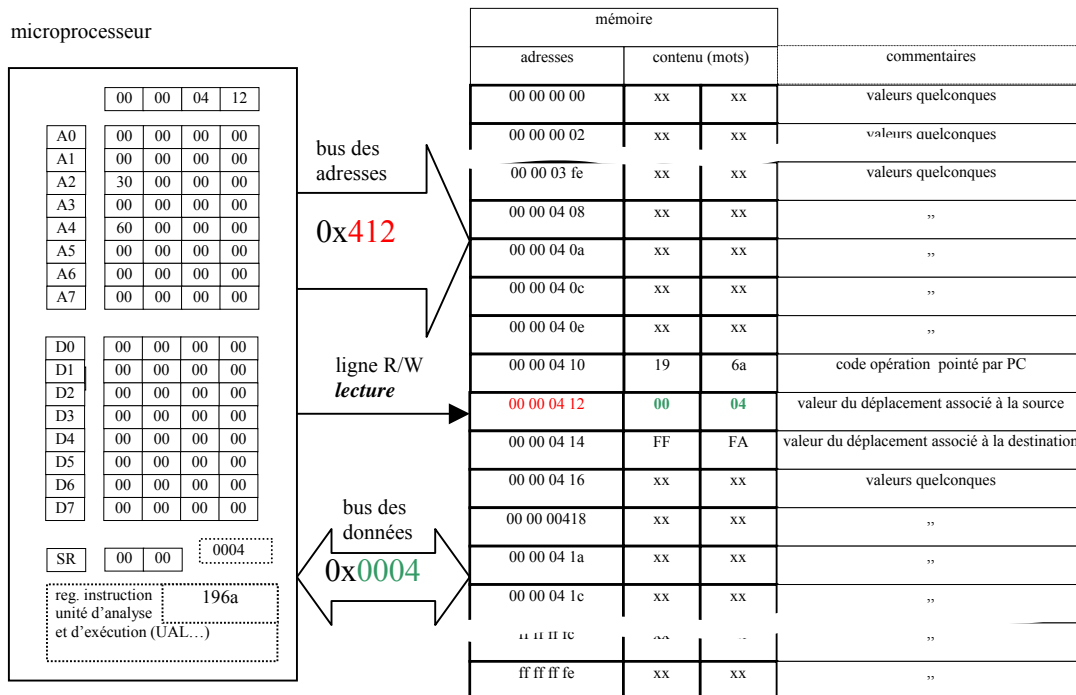 microprocesseur
00 00 04 12
A0 00 00 00 00
A1 00 00 00 00
A2 30 00 00 00
A3 00 00 00 00
A4 60 00 00 00
A5 00 00 00 00
A6 00 00 00 00
A7 00 00 00 00
D0 00 00 00 00
D1 00 00 00 00
D2 00 00 00 00
D3 00 00 00 00
D4 00 00 00 00
D5 00 00 00 00
D6 00 00 00 00
D7 00 00 00 00
SR 00 00 0004
reg. instruction 196a
unité d'analyse
et d'exécution (UAL…)
bus des
adresses
0x412
ligne R/W
lecture
bus des
données
0x0004
mémoire
adresses contenu (mots) commentaires
00 00 00 00 xx xx valeurs quelconques
00 00 00 02 xx xx valeurs quelconques
00 00 03 fe xx xx valeurs quelconques
00 00 04 08 xx xx ,,
00 00 04 0a xx xx ,,
00 00 04 0c xx xx ,,
00 00 04 0e xx xx ,,
00 00 04 10 19 6a code opération pointé par PC
00 00 04 12 00 04 valeur du déplacement associé à la source
00 00 04 14 FF FA valeur du déplacement associé à la destination
00 00 04 16 xx xx valeurs quelconques
00 00 00418 xx xx ,,
00 00 04 1a xx xx ,,
00 00 04 1c xx xx ,,
ff ff ff fc ,,
ff ff ff fe xx xx ,,